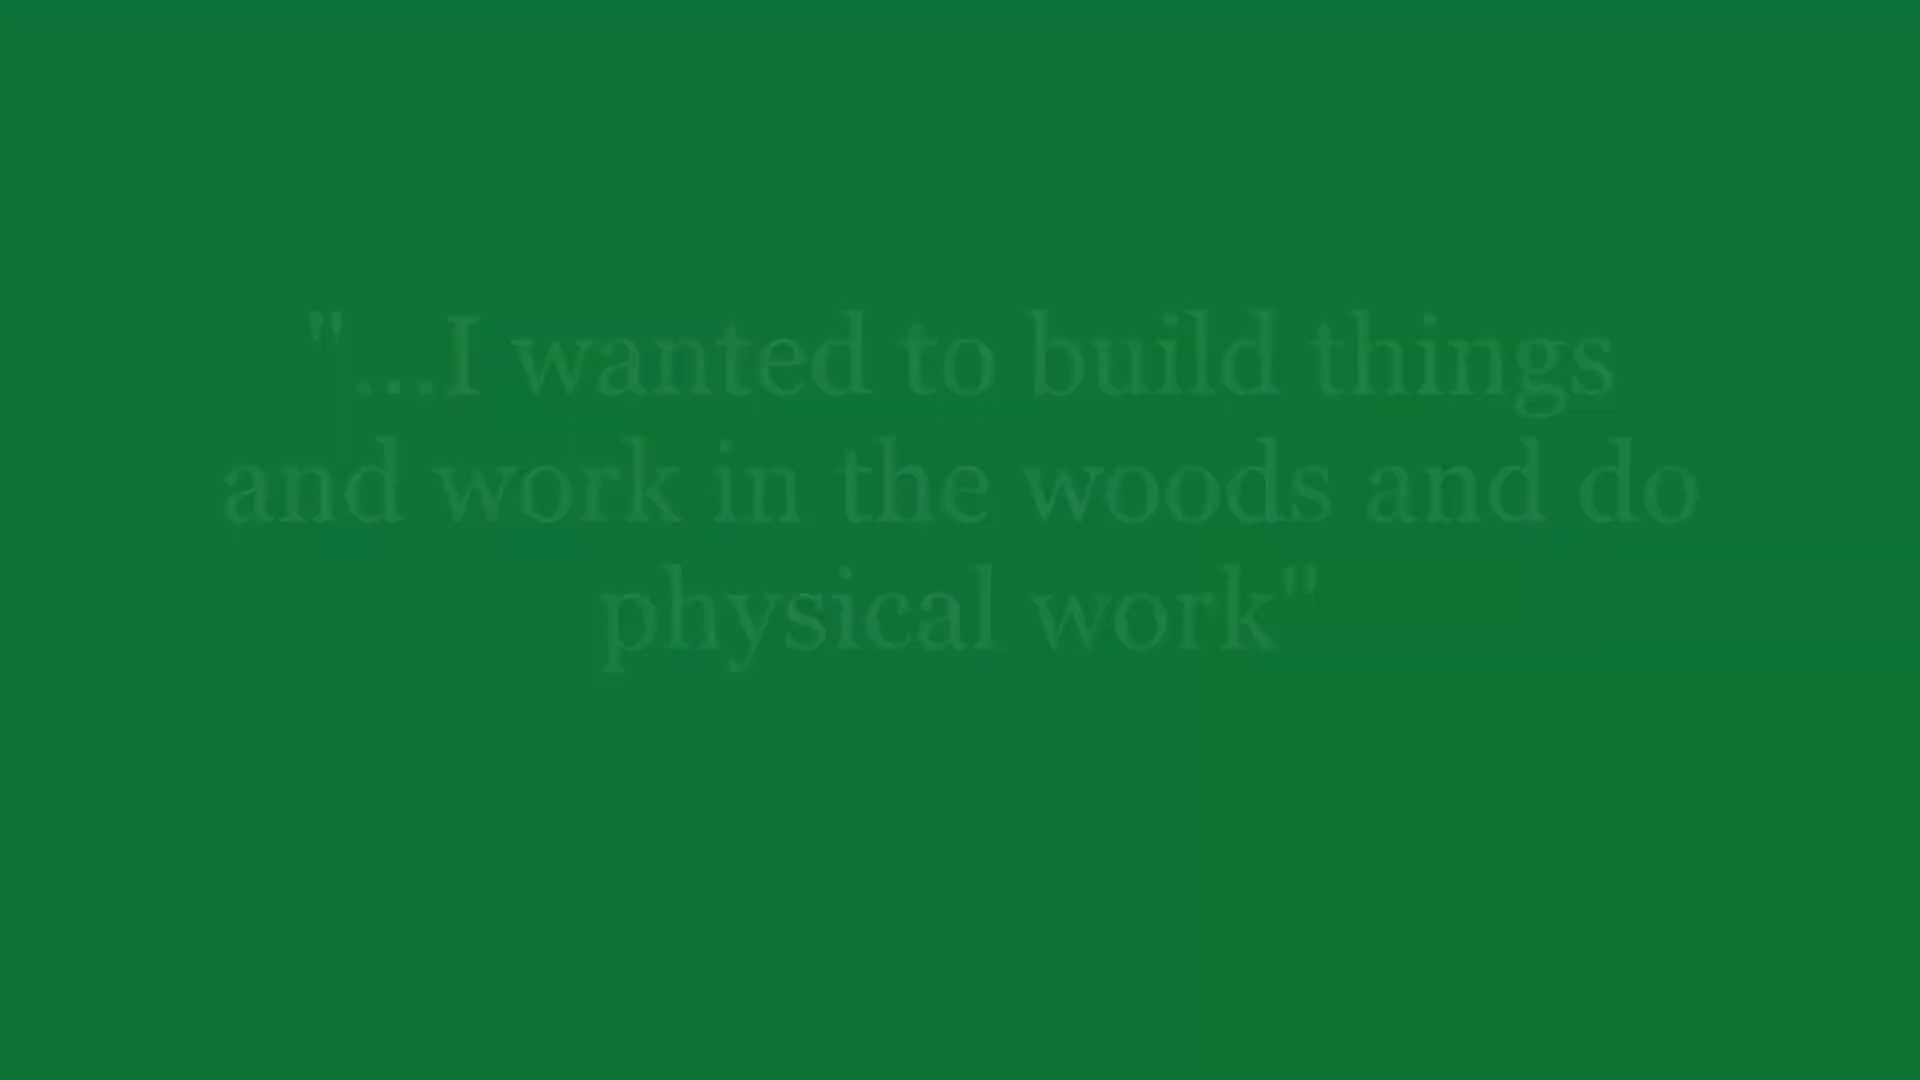 "...I wanted to build things
and work in the woods and do
physical work"